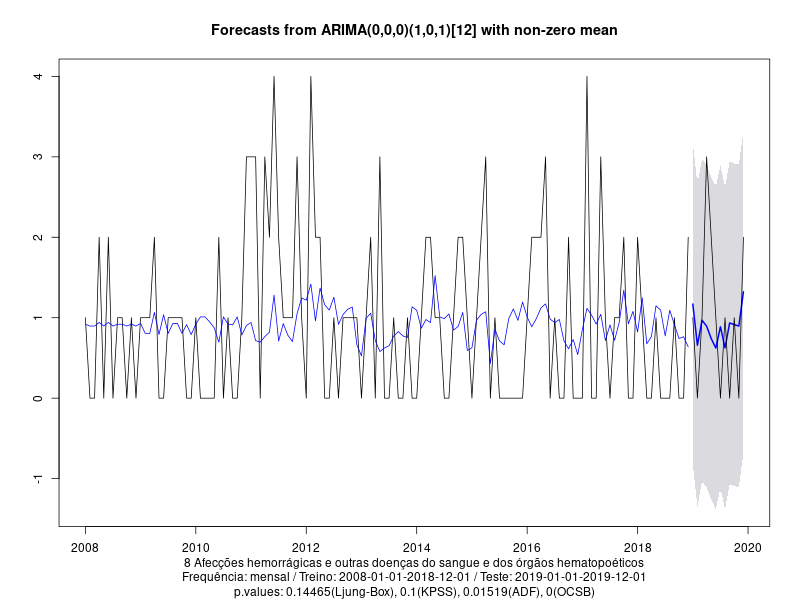 Forecasts from ARIMA(0,0,0)(1,0,1)[12] with non-zero mean
4
3
2
1
0
-1
2008 2010 2012 2014 2016 2018 2020
8 Afecções hemorrágicas e outras doenças do sangue e dos órgãos hematopoéticos
Frequência: mensal / Treino: 2008-01-01-2018-12-01 / Teste: 2019-01-01-2019-12-01
p.values: 0.14465(Ljung-Box), 0.1(KPSS), 0.01519(ADF), 0(OCSB)